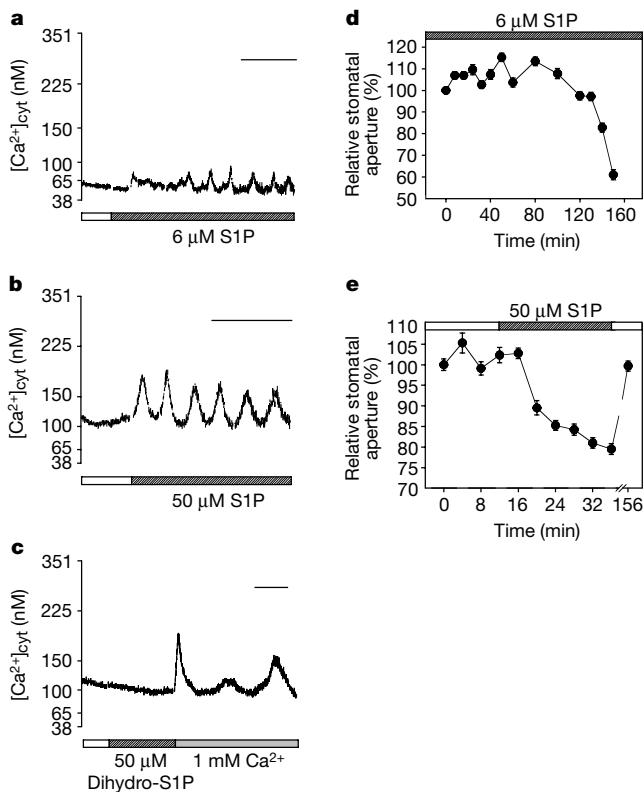 a
351
225
150
100
65
38
[Ca²⁺]cyt (nM)
6 μM S1P
b
351
225
150
100
65
38
[Ca²⁺]cyt (nM)
50 μM S1P
c
351
225
150
100
65
38
[Ca²⁺]cyt (nM)
50 μM 1 mM Ca²⁺
Dihydro-S1P
d
6 μM S1P
120
110
100
90
80
70
60
50
Relative stomatal
aperture (%)
0 40 80 120 160
Time (min)
e
50 μM S1P
110
105
100
95
90
85
80
75
70
Relative stomatal
aperture (%)
0 8 16 24 32 156
Time (min)